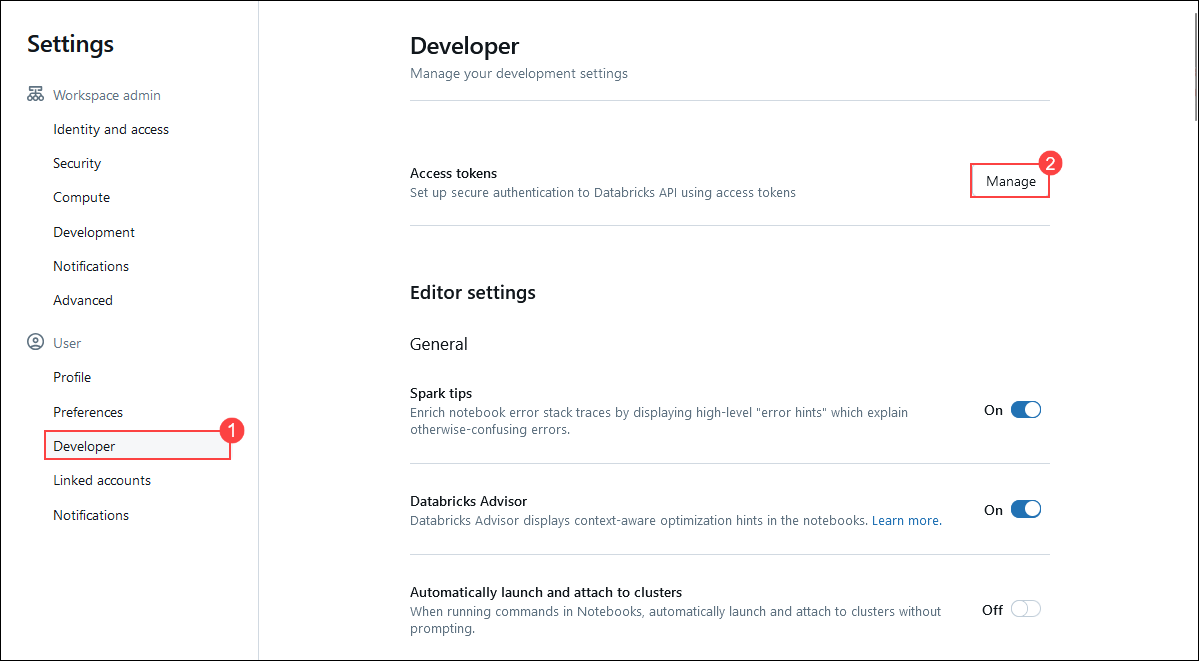 Settings
Workspace admin
Identity and access
Security
Compute
Development
Notifications
Advanced
User
Profile
Preferences
1
Developer
Linked accounts
Notifications
Developer
Manage your development settings
Access tokens
Set up secure authentication to Databricks API using access tokens
2
Manage
Editor settings
General
Spark tips
Enrich notebook error stack traces by displaying high-level "error hints" which explain
otherwise-confusing errors.
On
Databricks Advisor
Databricks Advisor displays context-aware optimization hints in the notebooks. Learn more.
On
Automatically launch and attach to clusters
When running commands in Notebooks, automatically launch and attach to clusters without
prompting.
Off